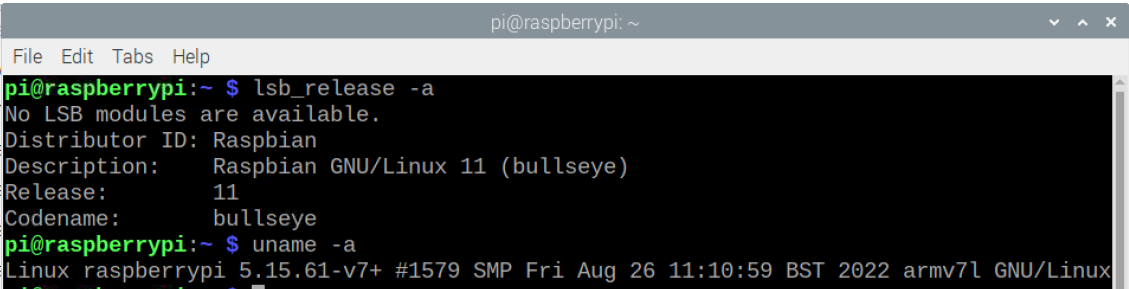 pi@raspberrypi: ~
File Edit Tabs Help
pi@raspberrypi:~ $ lsb_release -a
No LSB modules are available.
Distributor ID: Raspbian
Description:    Raspbian GNU/Linux 11 (bullseye)
Release:        11
Codename:       bullseye
pi@raspberrypi:~ $ uname -a
Linux raspberrypi 5.15.61-v7+ #1579 SMP Fri Aug 26 11:10:59 BST 2022 armv7l GNU/Linux